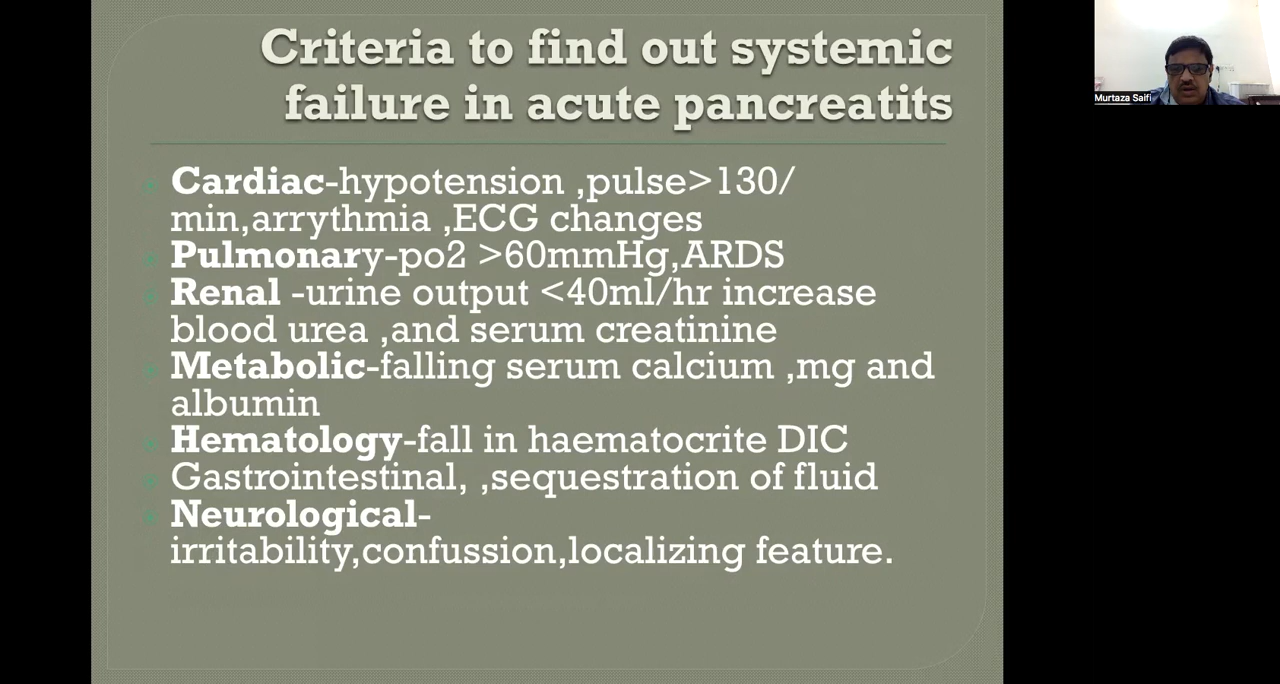 Criteria to find out systemic
failure in acute pancreatits
Cardiac-hypotension ,pulse>130/
min,arrythmia ,ECG changes
Pulmonary-po2 >60mmHg,ARDS
Renal -urine output <40ml/hr increase
blood urea ,and serum creatinine
Metabolic-falling serum calcium ,mg and
albumin
Hematology-fall in haematocrite DIC
Gastrointestinal, ,sequestration of fluid
Neurological-
irritability,confussion,localizing feature.
Murtaza Saifi